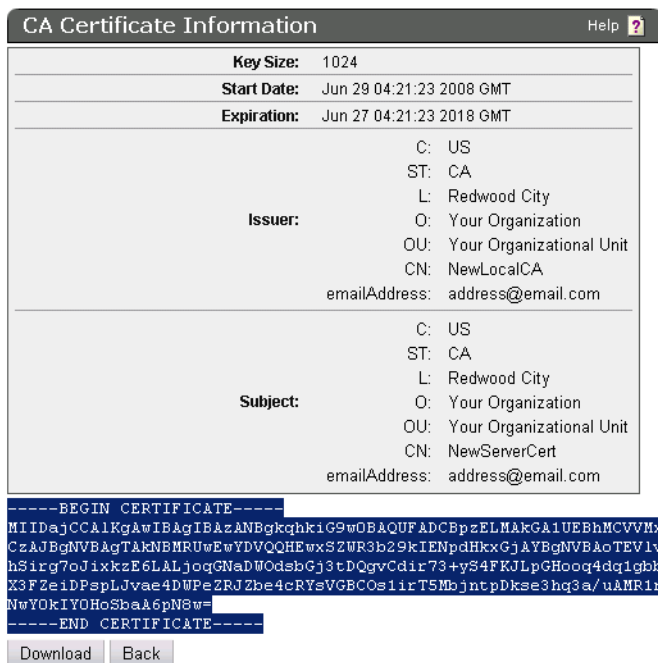 CA Certificate Information Help ?
Key Size: 1024
Start Date: Jun 29 04:21:23 2008 GMT
Expiration: Jun 27 04:21:23 2018 GMT
Issuer:
C: US
ST: CA
L: Redwood City
O: Your Organization
OU: Your Organizational Unit
CN: NewLocalCA
emailAddress: address@email.com
Subject:
C: US
ST: CA
L: Redwood City
O: Your Organization
OU: Your Organizational Unit
CN: NewServerCert
emailAddress: address@email.com
-----BEGIN CERTIFICATE-----
MIIDajCCAlKgAwIBAgIBAzANBgkqhkiG9w0BAQUFADCBpzELMAkGA1UEBhMCVVMx
CzAJBgNVBAgTAkNBMRUwEwYDVQQHEwxSZWR3b29kIENpdHkxGjAYBgNVBAoTEVlv
hSirg7oJixkzE6LALjoqGNaDWOdsbGj3tDQgvCdir73+yS4FKJLpGHooq4dq1gbb
X3FZeiDPspLJvae4DWPeZRJZbe4cRYsVGBCOs1irT5MbjntpDkse3hq3a/uAMR1r
NwYOkIYOHoSbaA6pN8w=
-----END CERTIFICATE-----
Download Back